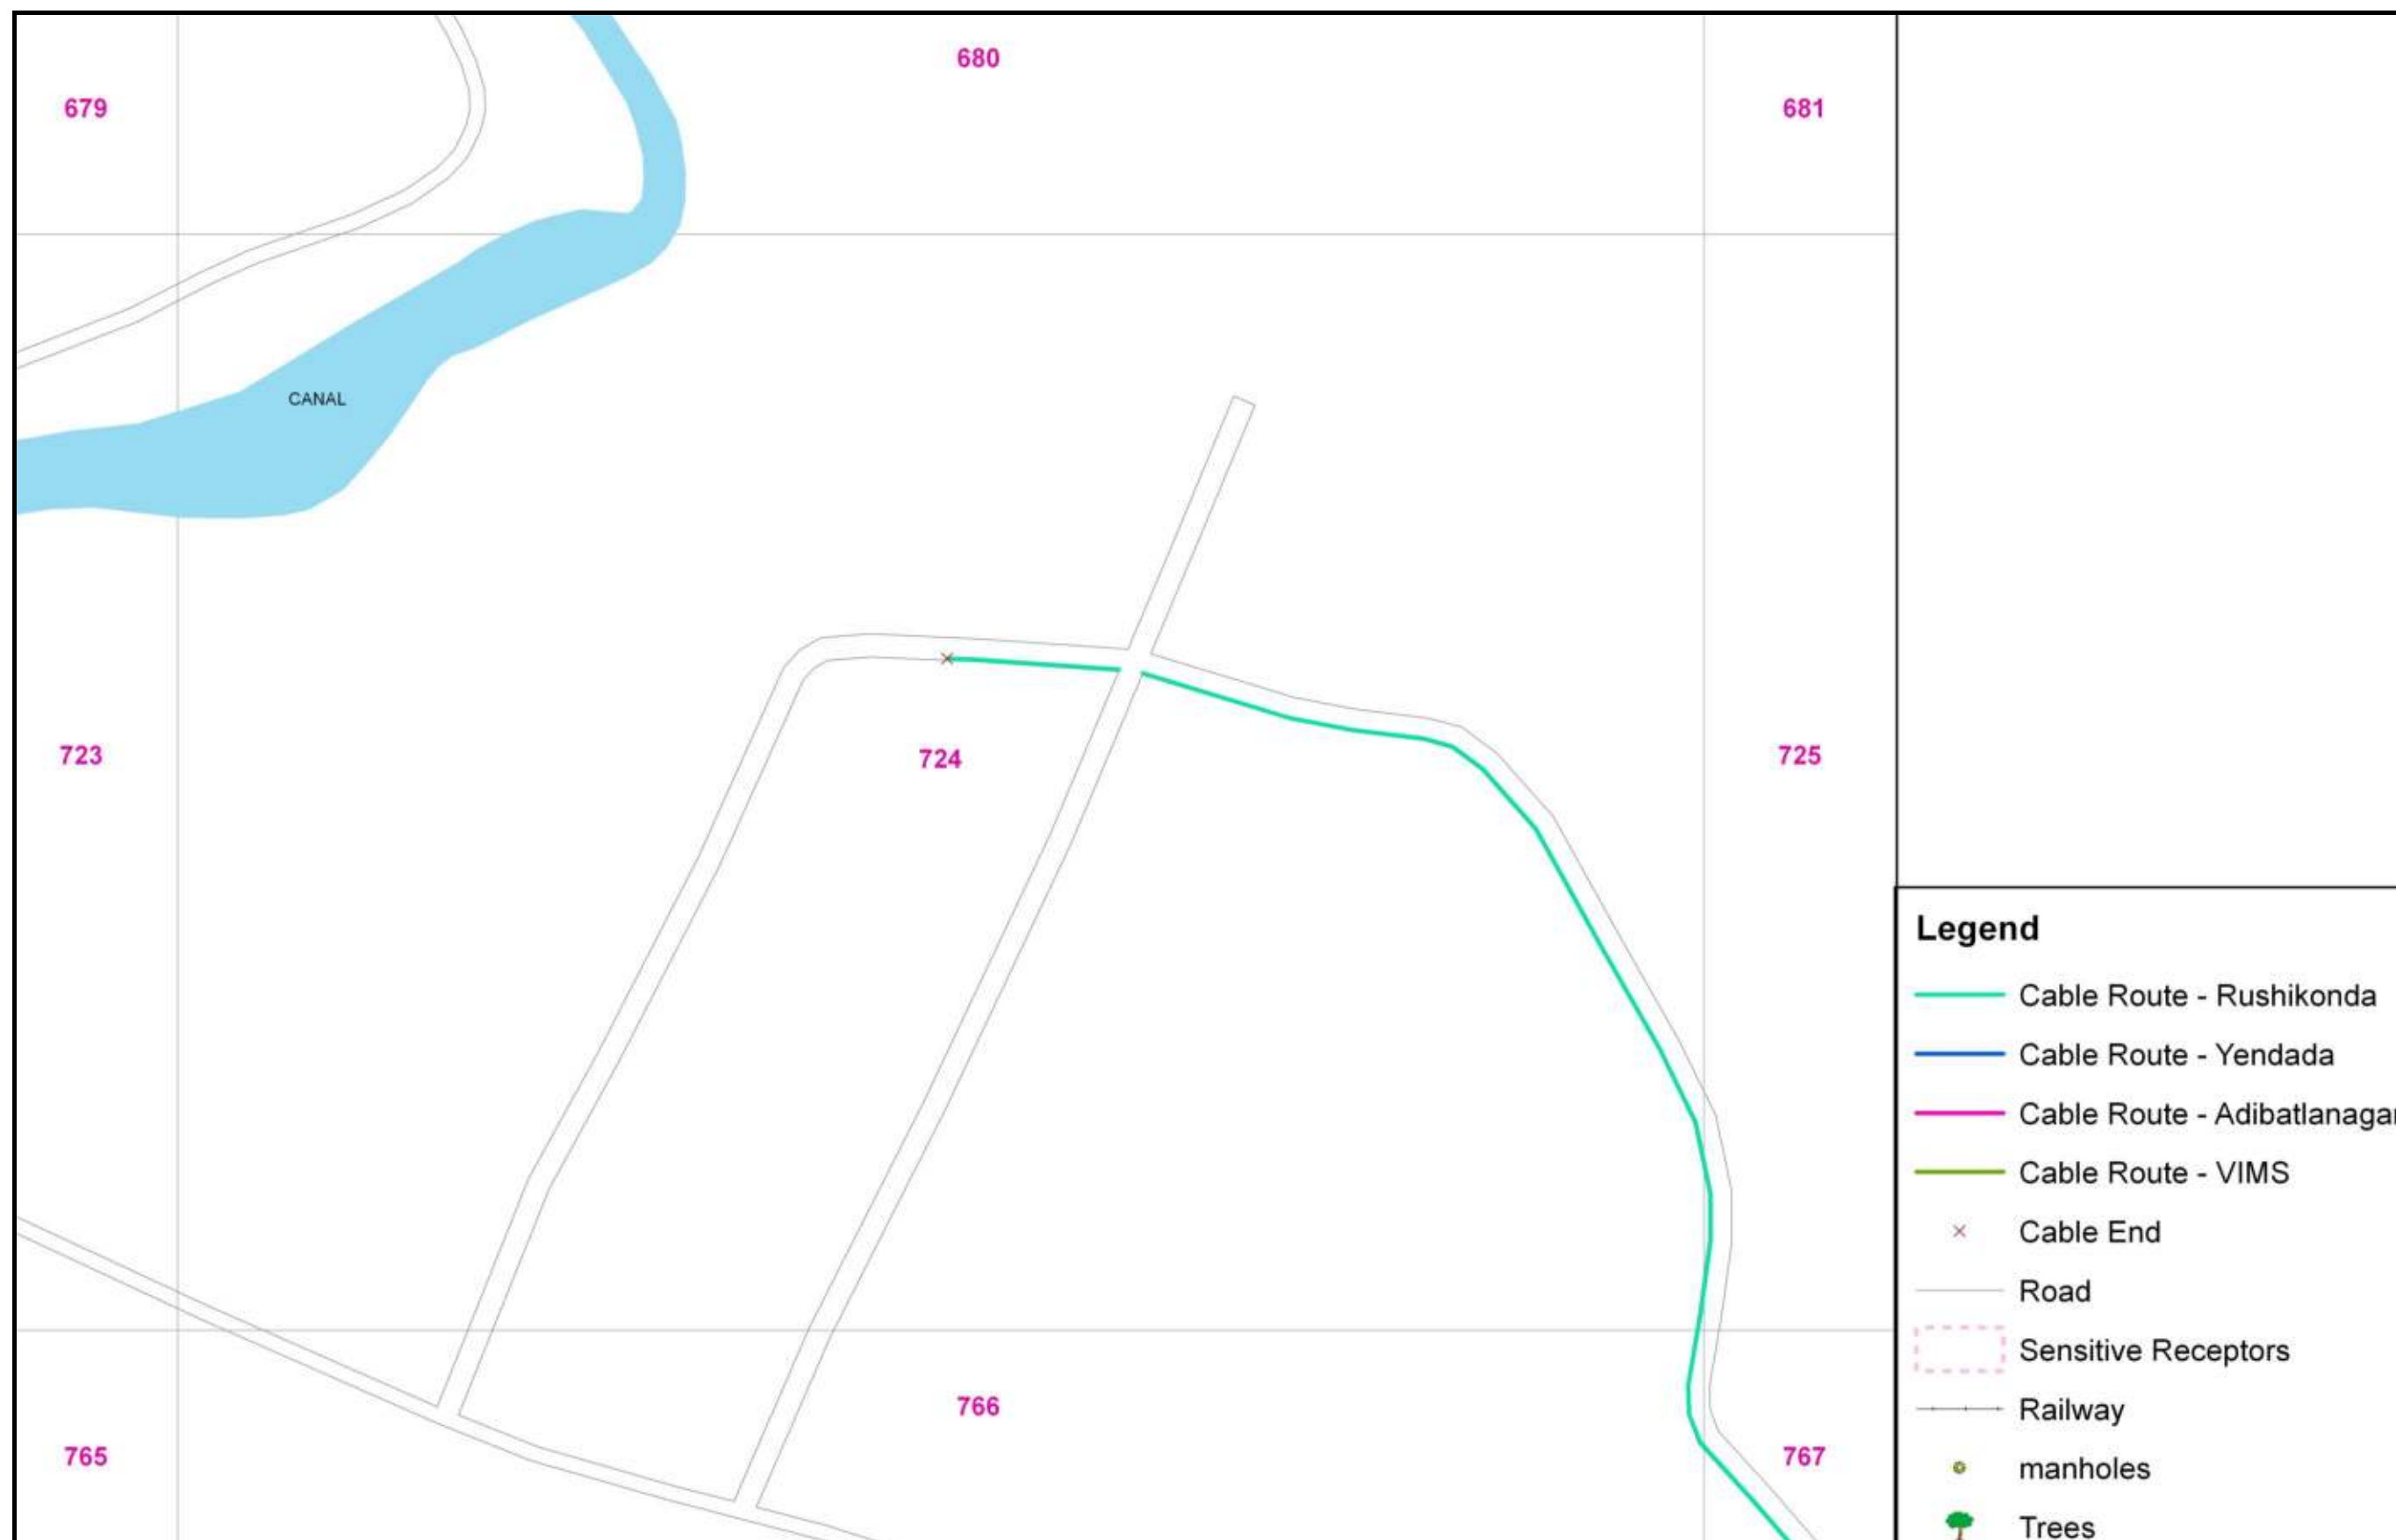 680
679
681
CANAL
723
724
725
Legend
Cable Route - Rushikonda
Cable Route - Yendada
Cable Route - Adibatlanagar
Cable Route - VIMS
Cable End
Road
Sensitive Receptors
766
Railway
765
767
manholes
Trees